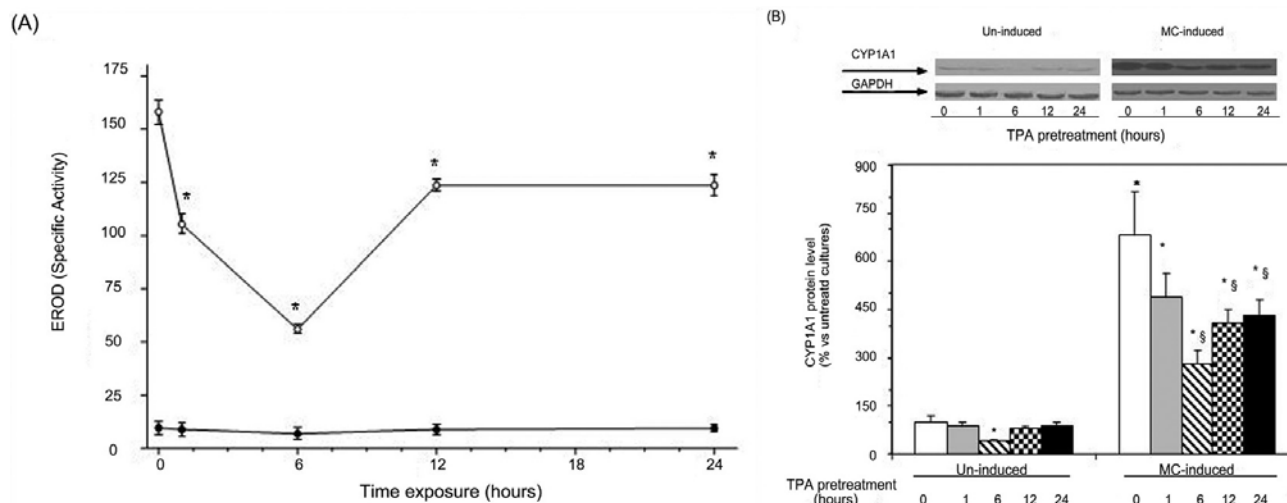 (A)
EROD (Specific Activity)
175
150
125
100
75
50
25
0
* * * *
0 6 12 18 24
Time exposure (hours)
(B)
Un-induced MC-induced
CYP1A1
GAPDH
0 1 6 12 24 0 1 6 12 24
TPA pretreatment (hours)
CYP1A1 protein level
(% vs untreatd cultures)
900
750
900
450
300
150
0
* * * * § * § * §
Un-induced MC-induced
TPA pretreatment
(hours) 0 1 6 12 24 0 1 6 12 24